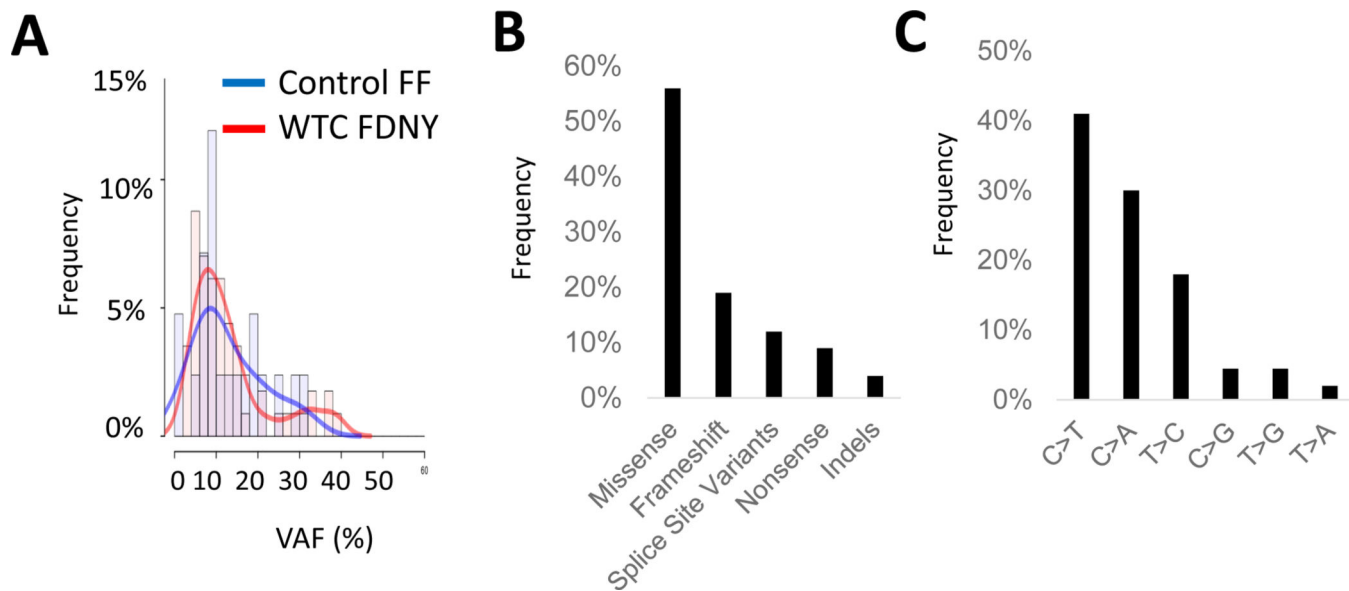 A
15%
Control FF
WTC FDNY
10%
Frequency
5%
0%
0 10 20 30 40 50 60
VAF (%)
B
60%
50%
40%
Frequency
30%
20%
10%
0%
Missense
Frameshift
Splice Site Variants
Nonsense
Indels
C
50%
40%
30%
Frequency
20%
10%
0%
C>T
C>A
T>C
C>G
T>G
T>A